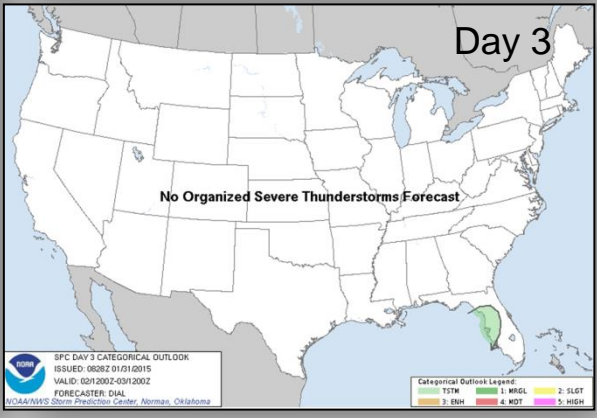 Day 3
No Organized Severe Thunderstorms Forecast
NOAA
SPC DAY 3 CATEGORICAL OUTLOOK
ISSUED: 0828Z 01/31/2015
VALID: 02/1200Z-03/1200Z
FORECASTER: DIAL
NOAA/NWS Storm Prediction Center, Norman, Oklahoma
Categorical Outlook Legend:
TSTM 1: MRGL 2: SLGT
3: ENH 4: MDT 5: HIGH